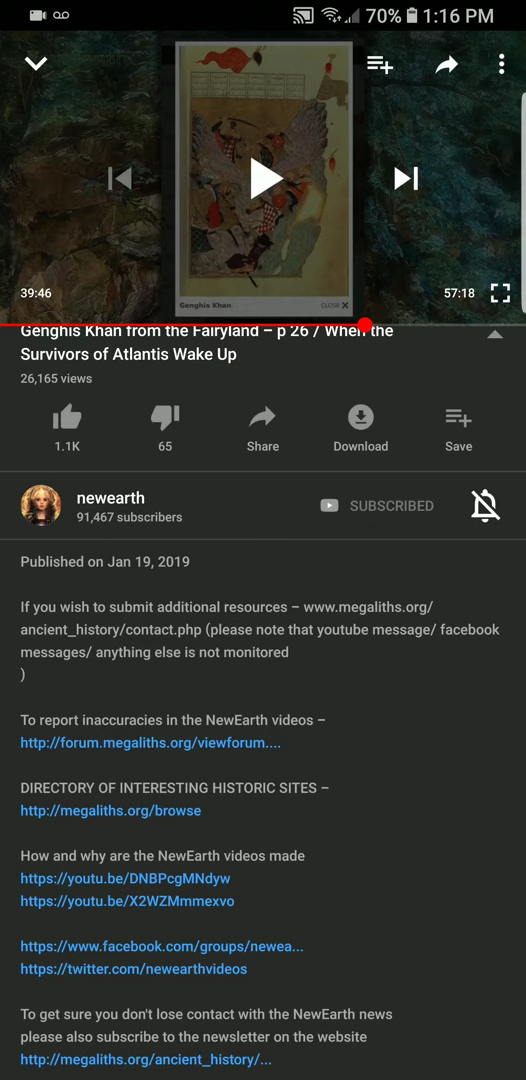 70% 1:16 PM
Genghis Khan
CLOSE X
39:46
57:18
Genghis Khan from the Fairyland – p 26 / When the
Survivors of Atlantis Wake Up
26,165 views
1.1K
65
Share
Download
Save
newearth
91,467 subscribers
SUBSCRIBED
Published on Jan 19, 2019
If you wish to submit additional resources – www.megaliths.org/
ancient_history/contact.php (please note that youtube message/ facebook
messages/ anything else is not monitored
)
To report inaccuracies in the NewEarth videos –
http://forum.megaliths.org/viewforum....
DIRECTORY OF INTERESTING HISTORIC SITES –
http://megaliths.org/browse
How and why are the NewEarth videos made
https://youtu.be/DNBPcgMNdyw
https://youtu.be/X2WZMmmexvo
https://www.facebook.com/groups/newea...
https://twitter.com/newearthvideos
To get sure you don't lose contact with the NewEarth news
please also subscribe to the newsletter on the website
http://megaliths.org/ancient_history/...